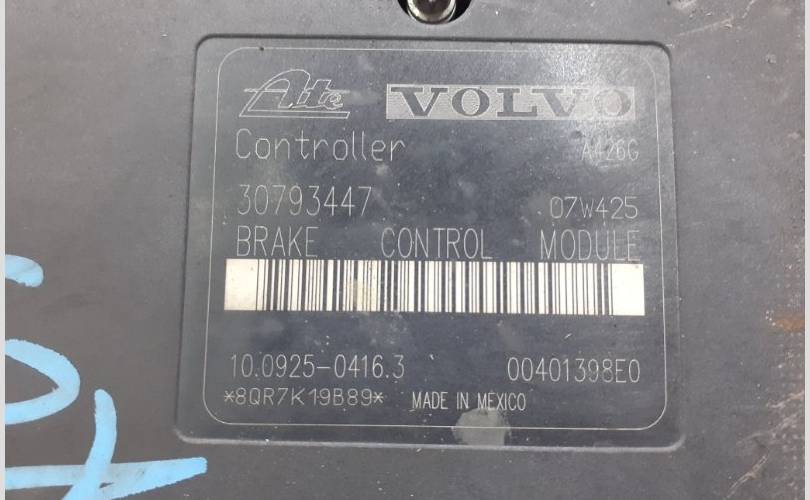 Ate VOLVO
Controller A426G
30793447 07W425
BRAKE CONTROL MODULE
10.0925-0416.3 00401398E0
*8QR7K19B89* MADE IN MEXICO